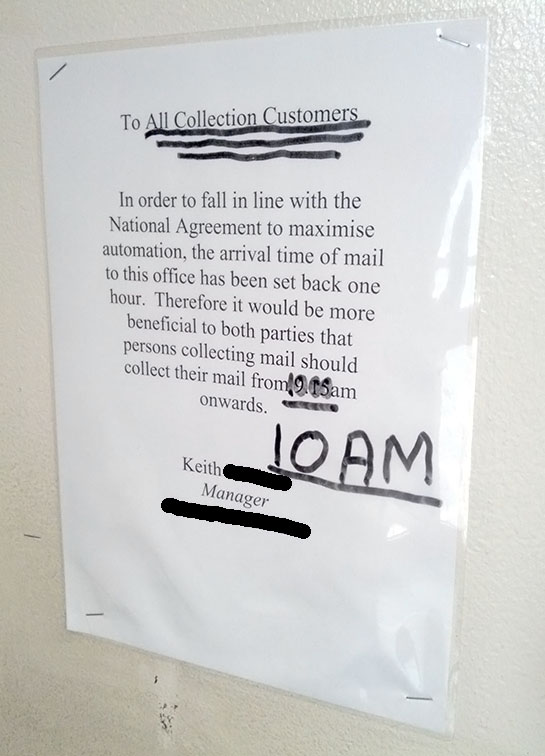 To All Collection Customers
In order to fall in line with the
National Agreement to maximise
automation, the arrival time of mail
to this office has been set back one
hour. Therefore it would be more
beneficial to both parties that
persons collecting mail should
collect their mail from am
onwards.
10AM
Keith
Manager